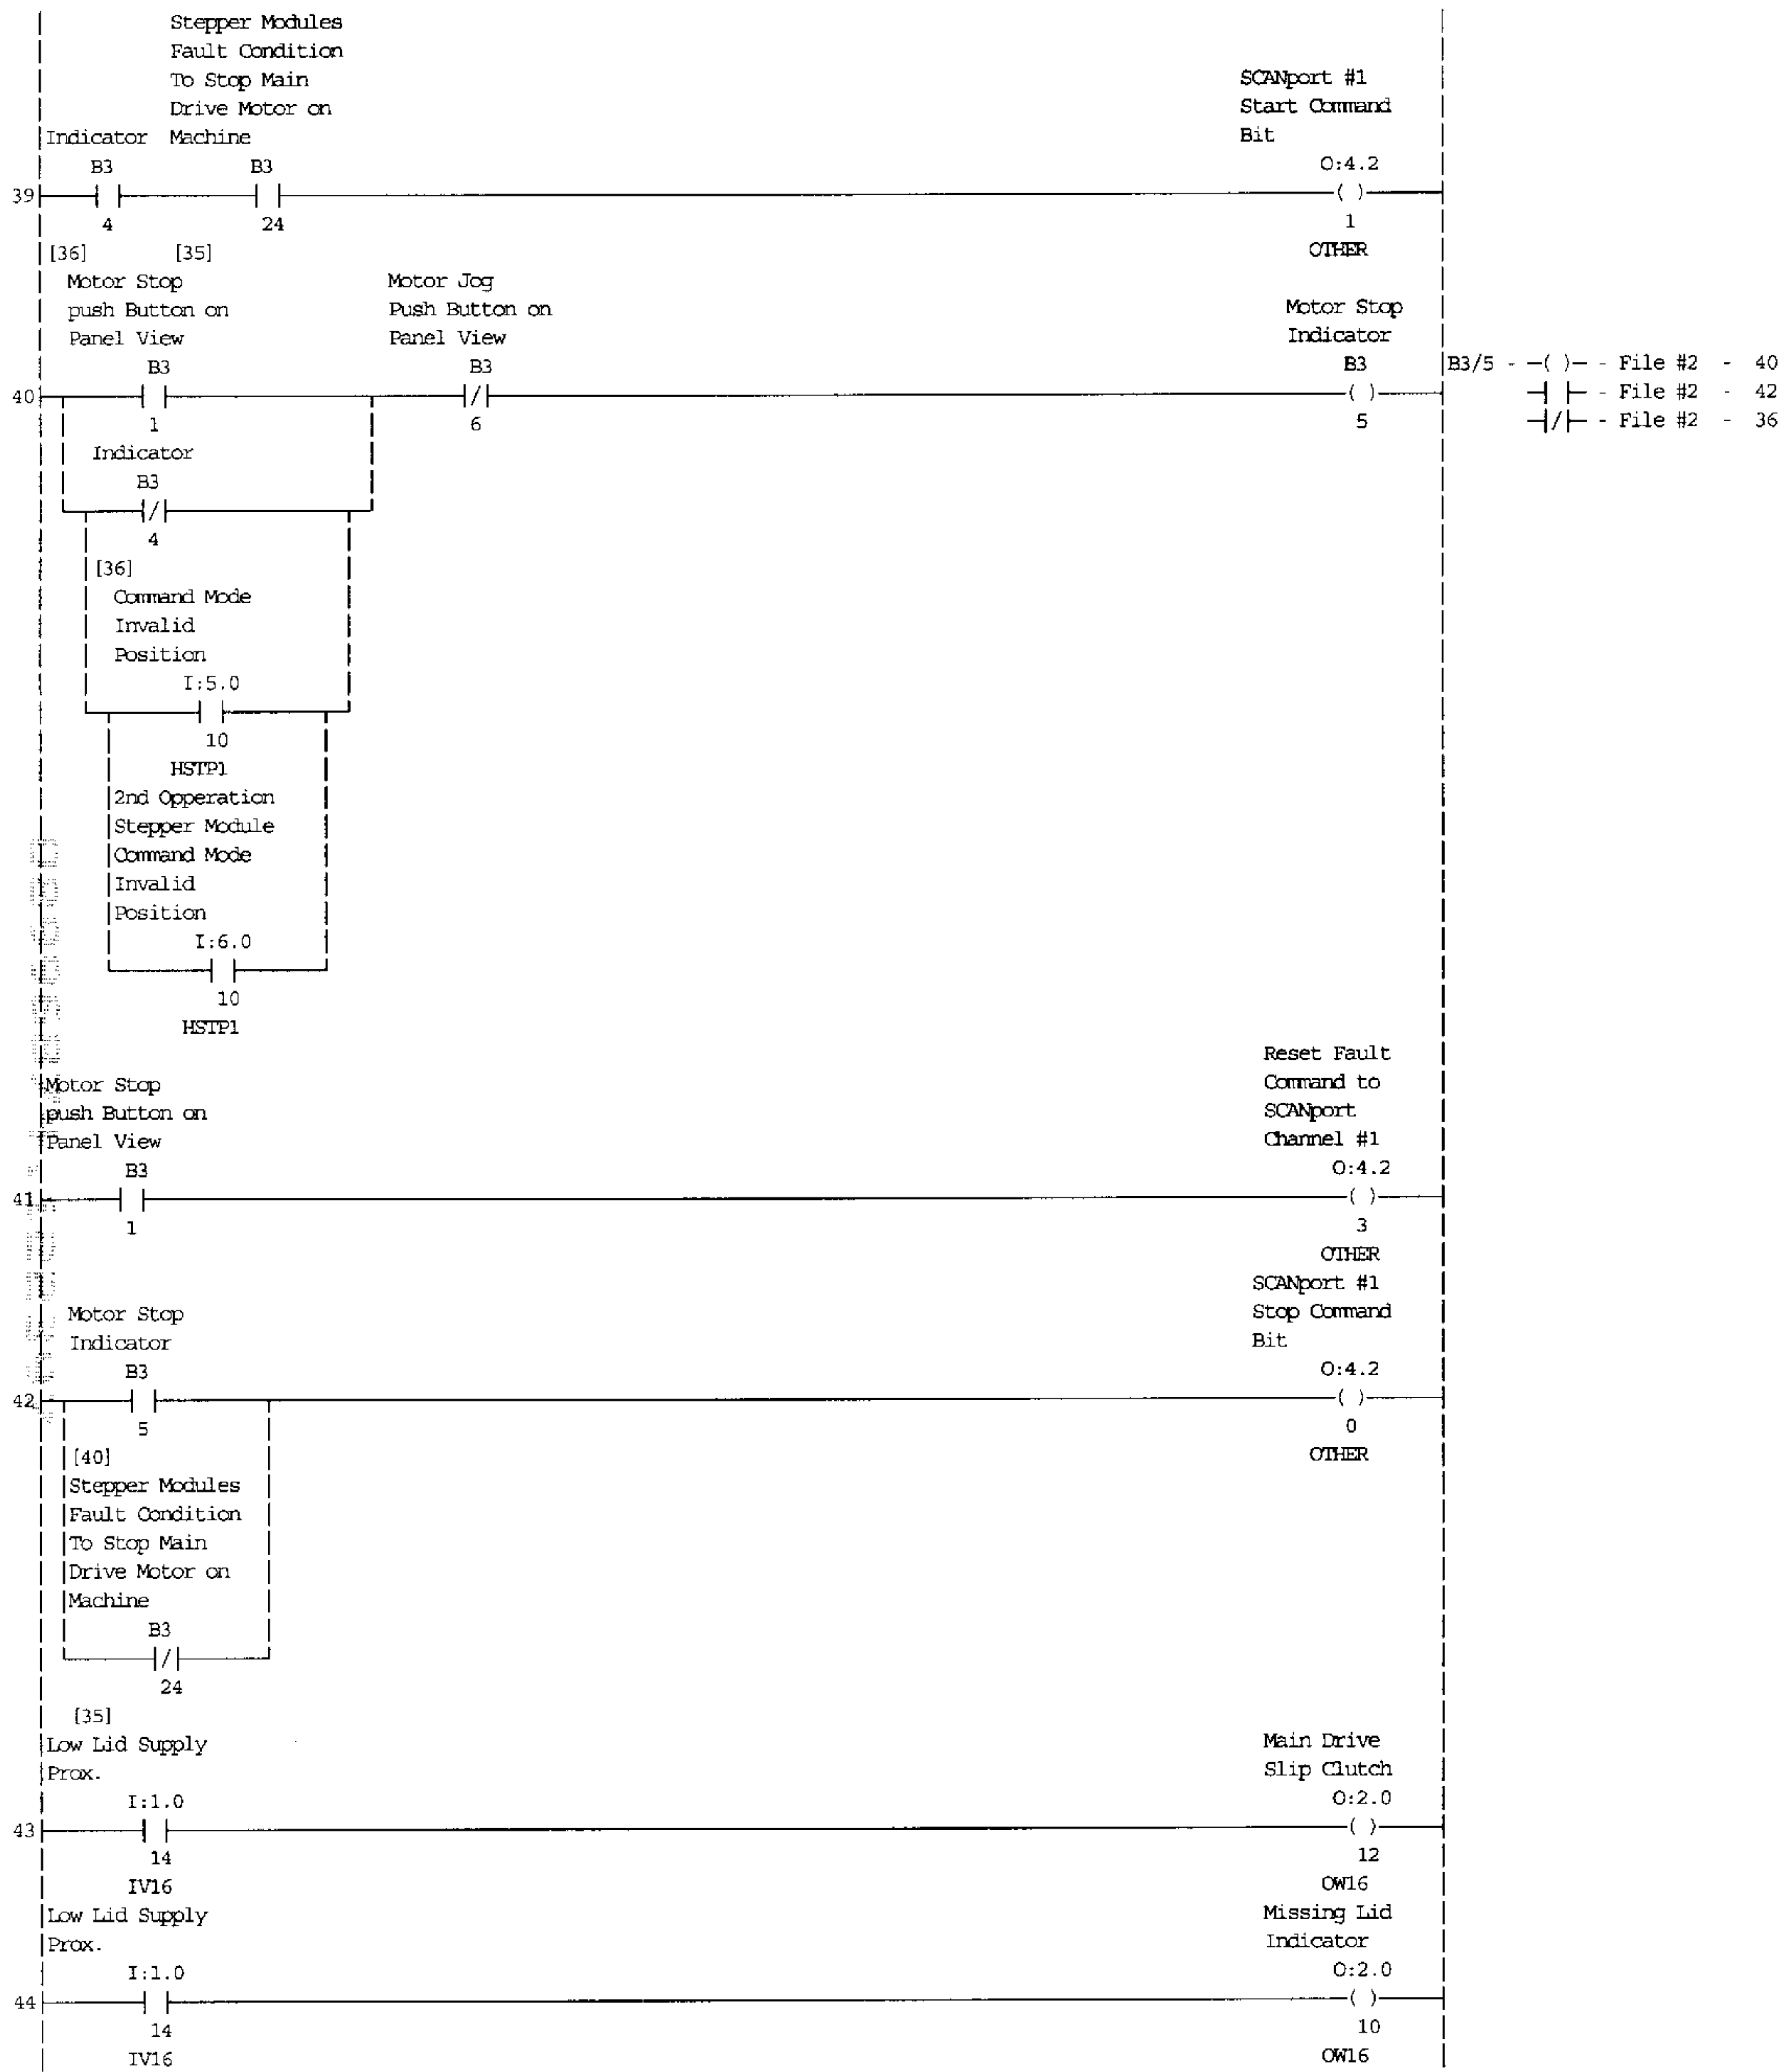 Stepper Modules
Fault Condition
To Stop Main
Drive Motor on
Indicator Machine
B3 B3
4 24
SCANport #1
Start Command
Bit
O:4.2
39
1
OTHER
[36] [35]
Motor Stop
push Button on
Panel View
B3
1
Motor Jog
Push Button on
Panel View
B3
6
Motor Stop
Indicator
B3
5
40
B3/5 - -( )- - File #2 - 40
-| |- - File #2 - 42
-|/|- - File #2 - 36
Indicator
B3
4
[36]
Command Mode
Invalid
Position
I:5.0
10
HSTP1
2nd Opperation
Stepper Module
Command Mode
Invalid
Position
I:6.0
10
HSTP1
Motor Stop
push Button on
Panel View
B3
1
Reset Fault
Command to
SCANport
Channel #1
O:4.2
41
3
OTHER
Motor Stop
Indicator
B3
5
SCANport #1
Stop Command
Bit
O:4.2
42
0
OTHER
[40]
Stepper Modules
Fault Condition
To Stop Main
Drive Motor on
Machine
B3
24
[35]
Low Lid Supply
Prox.
I:1.0
14
IV16
Main Drive
Slip Clutch
O:2.0
43
12
OW16
Low Lid Supply
Prox.
I:1.0
14
IV16
Missing Lid
Indicator
O:2.0
44
10
OW16